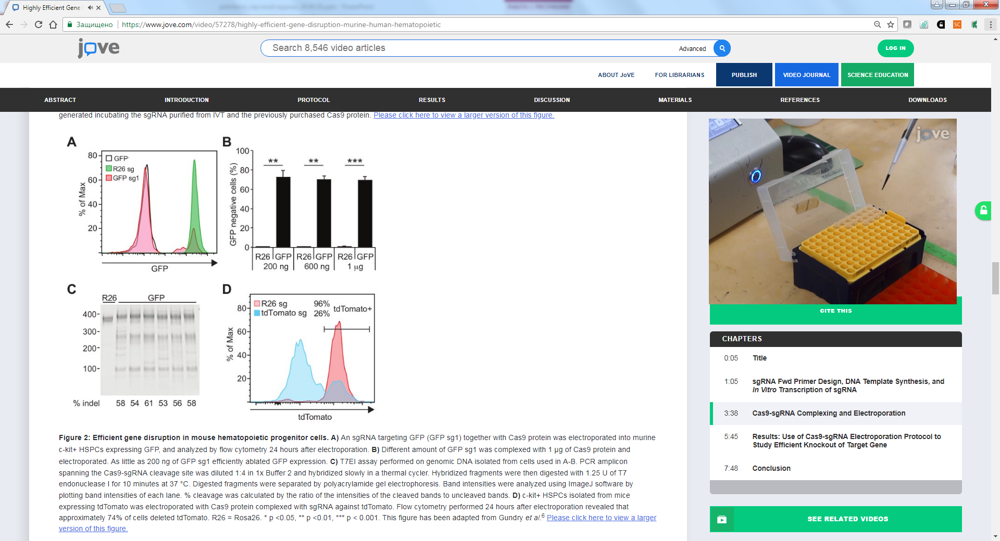 Highly Efficient Gene
Защищено
https://www.jove.com/video/57278/highly-efficient-gene-disruption-murine-human-hematopoietic
SC
jove
Search 8,546 video articles
Advanced
LOG IN
ABOUT JoVE
FOR LIBRARIANS
PUBLISH
VIDEO JOURNAL
SCIENCE EDUCATION
ABSTRACT
INTRODUCTION
PROTOCOL
RESULTS
DISCUSSION
MATERIALS
REFERENCES
DOWNLOADS
generated incubating the sgRNA purified from IVT and the previously purchased Cas9 protein. Please click here to view a larger version of this figure.
A
80
60
40
20
% of Max
GFP-
R26 sg
GFP sg1
GFP
B
100
80
60
40
20
0
GFP negative cells (%)
** ** ***
R26 GFP R26 GFP R26 GFP
200 ng 600 ng 1 µg
C
R26 GFP
400-
300-
200-
100-
% indel 58 54 61 53 56 58
D
80
60
40
20
% of Max
R26 sg 96%
tdTomato sg 26%
tdTomato+
tdTomato
Figure 2: Efficient gene disruption in mouse hematopoietic progenitor cells. A) An sgRNA targeting GFP (GFP sg1) together with Cas9 protein was electroporated into murine
c-kit+ HSPCs expressing GFP, and analyzed by flow cytometry 24 hours after electroporation. B) Different amount of GFP sg1 was complexed with 1 µg of Cas9 protein and
electroporated. As little as 200 ng of GFP sg1 efficiently ablated GFP expression. C) T7EI assay performed on genomic DNA isolated from cells used in A-B. PCR amplicon
spanning the Cas9-sgRNA cleavage site was diluted 1:4 in 1x Buffer 2 and hybridized slowly in a thermal cycler. Hybridized fragments were then digested with 1.25 U of T7
endonuclease I for 10 minutes at 37 °C. Digested fragments were separated by polyacrylamide gel electrophoresis. Band intensities were analyzed using ImageJ software by
plotting band intensities of each lane. % cleavage was calculated by the ratio of the intensities of the cleaved bands to uncleaved bands. D) c-kit+ HSPCs isolated from mice
expressing tdTomato was electroporated with Cas9 protein complexed with sgRNA against tdTomato. Flow cytometry performed 24 hours after electroporation revealed that
approximately 74% of cells deleted tdTomato. R26 = Rosa26. * p <0.05, ** p <0.01, *** p < 0.001. This figure has been adapted from Gundry et al.6 Please click here to view a larger
version of this figure.
jove
CITE THIS
CHAPTERS
0:05 Title
1:05 sgRNA Fwd Primer Design, DNA Template Synthesis, and
In Vitro Transcription of sgRNA
3:38 Cas9-sgRNA Complexing and Electroporation
5:45 Results: Use of Cas9-sgRNA Electroporation Protocol to
Study Efficient Knockout of Target Gene
7:48 Conclusion
SEE RELATED VIDEOS